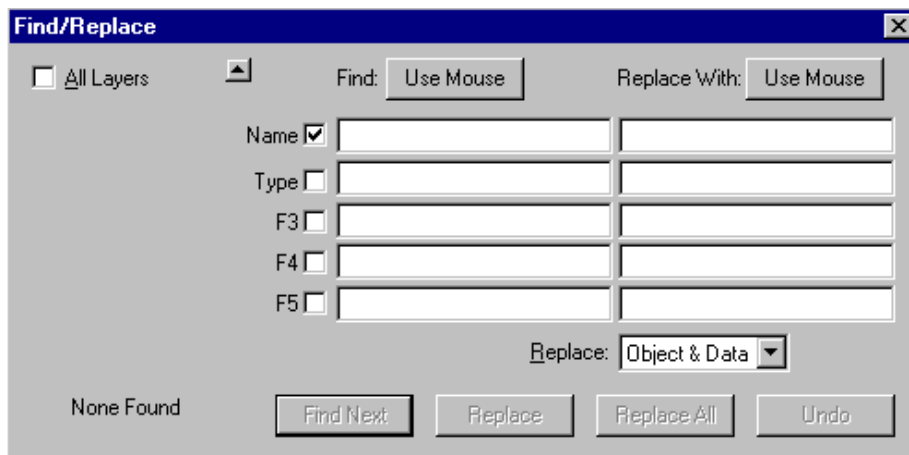 Find/Replace
All Layers Find: Use Mouse Replace With: Use Mouse
Name
Type
F3
F4
F5
Replace: Object & Data
None Found Find Next Replace Replace All Undo